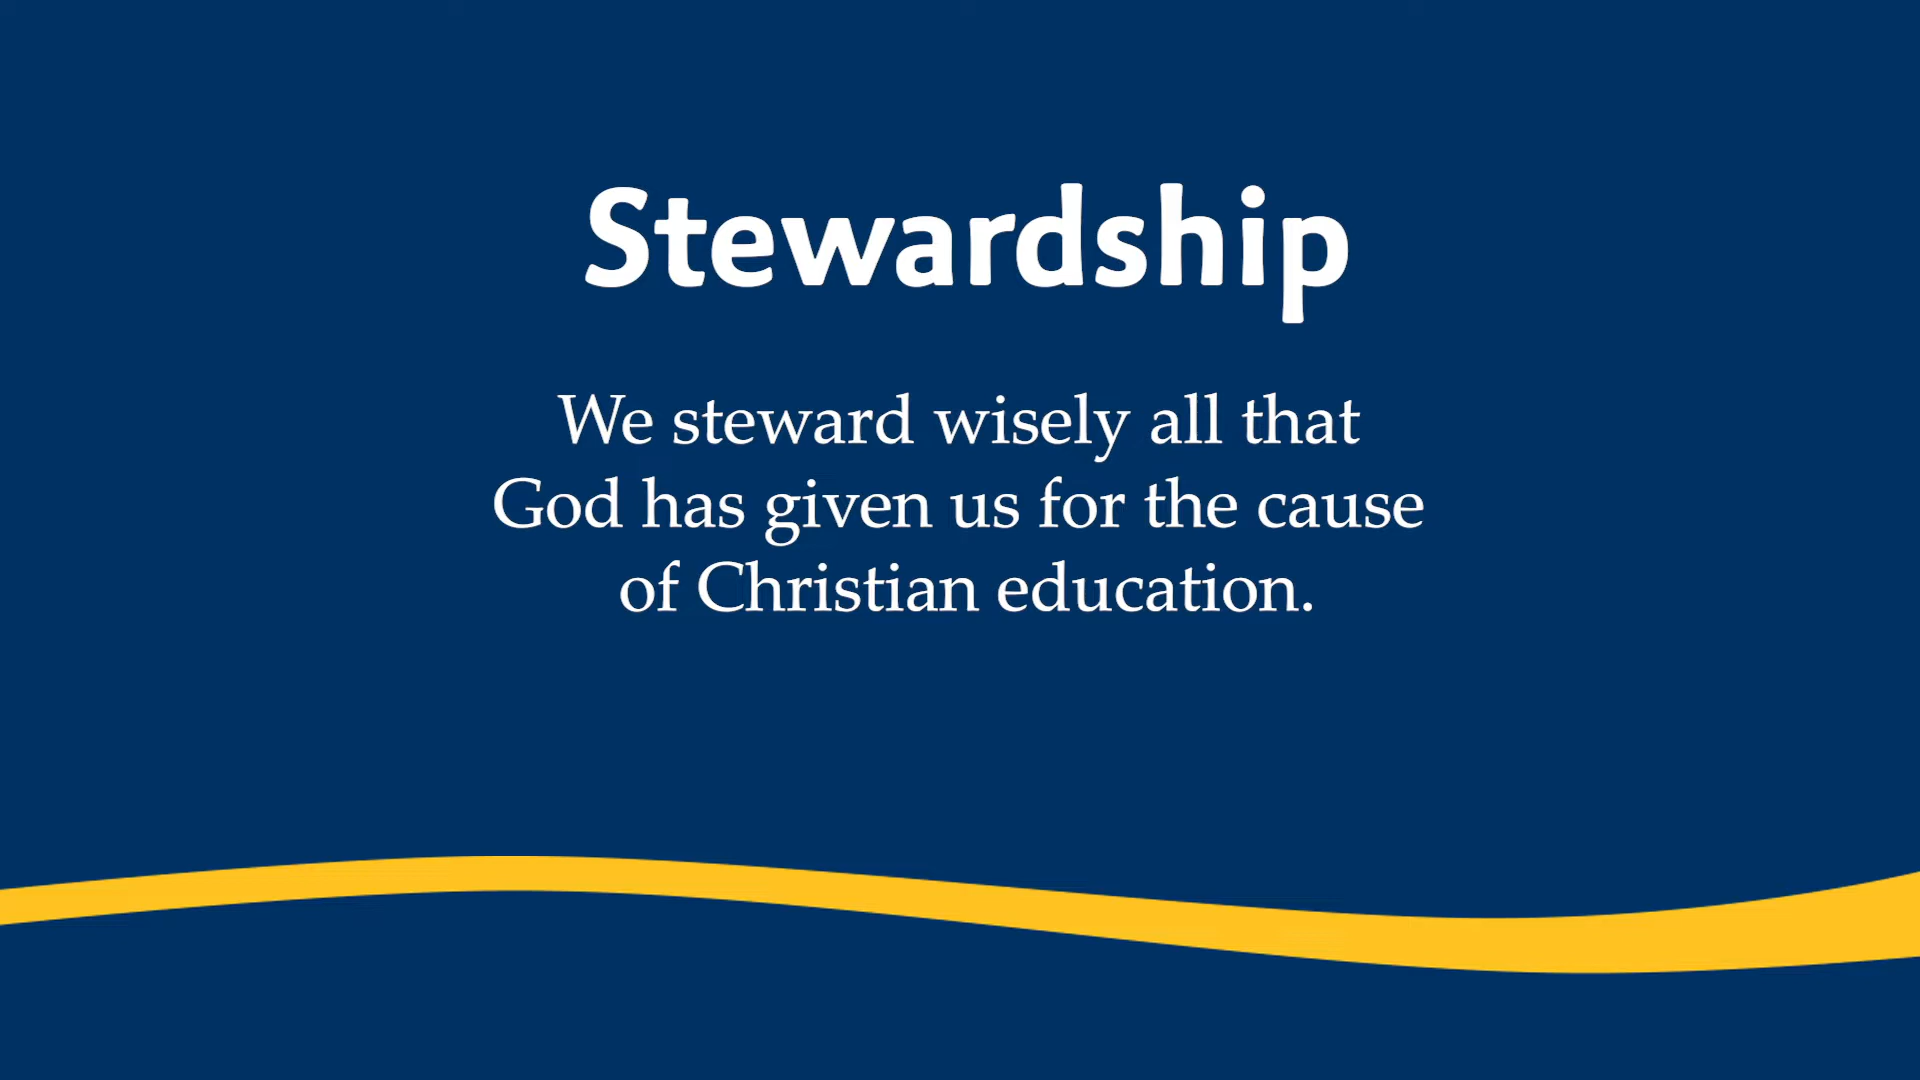 Stewardship
We steward wisely all that
God has given us for the cause
of Christian education.